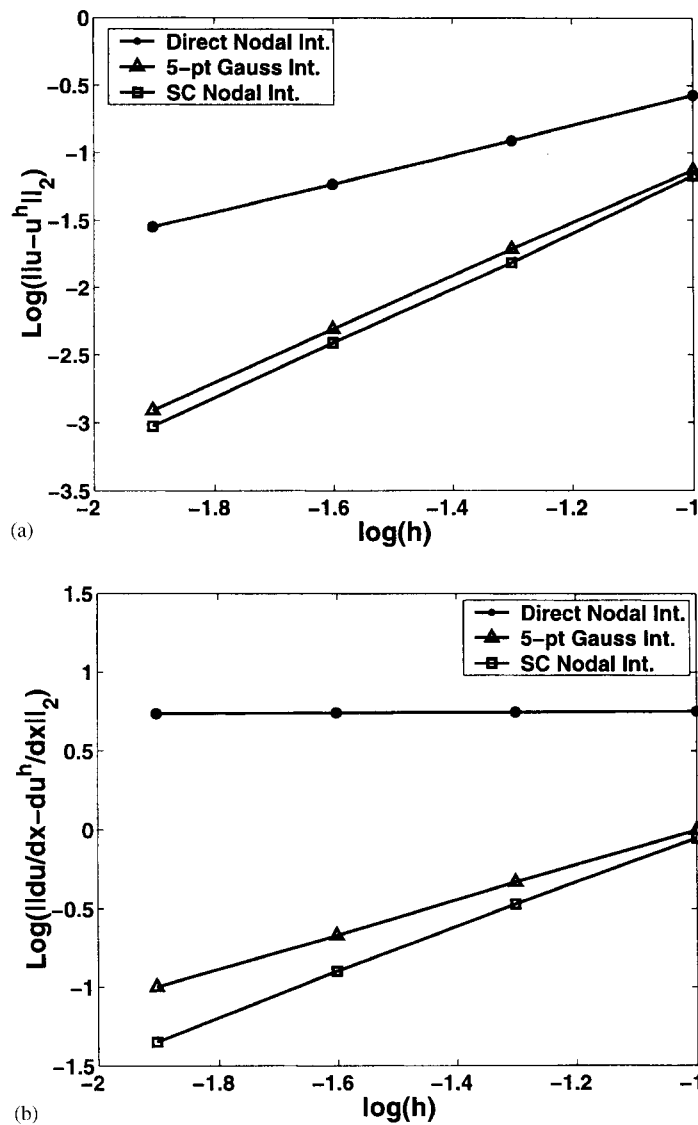 0
-0.5
-1
-1.5
-2
-2.5
-3
-3.5
Log(||u-u^h||_2)
Direct Nodal Int.
5-pt Gauss Int.
SC Nodal Int.
-2 -1.8 -1.6 -1.4 -1.2 -1
log(h)
(a)
1.5
1
0.5
0
-0.5
-1
-1.5
Log(||du/dx-du^h/dx||_2)
Direct Nodal Int.
5-pt Gauss Int.
SC Nodal Int.
-2 -1.8 -1.6 -1.4 -1.2 -1
log(h)
(b)